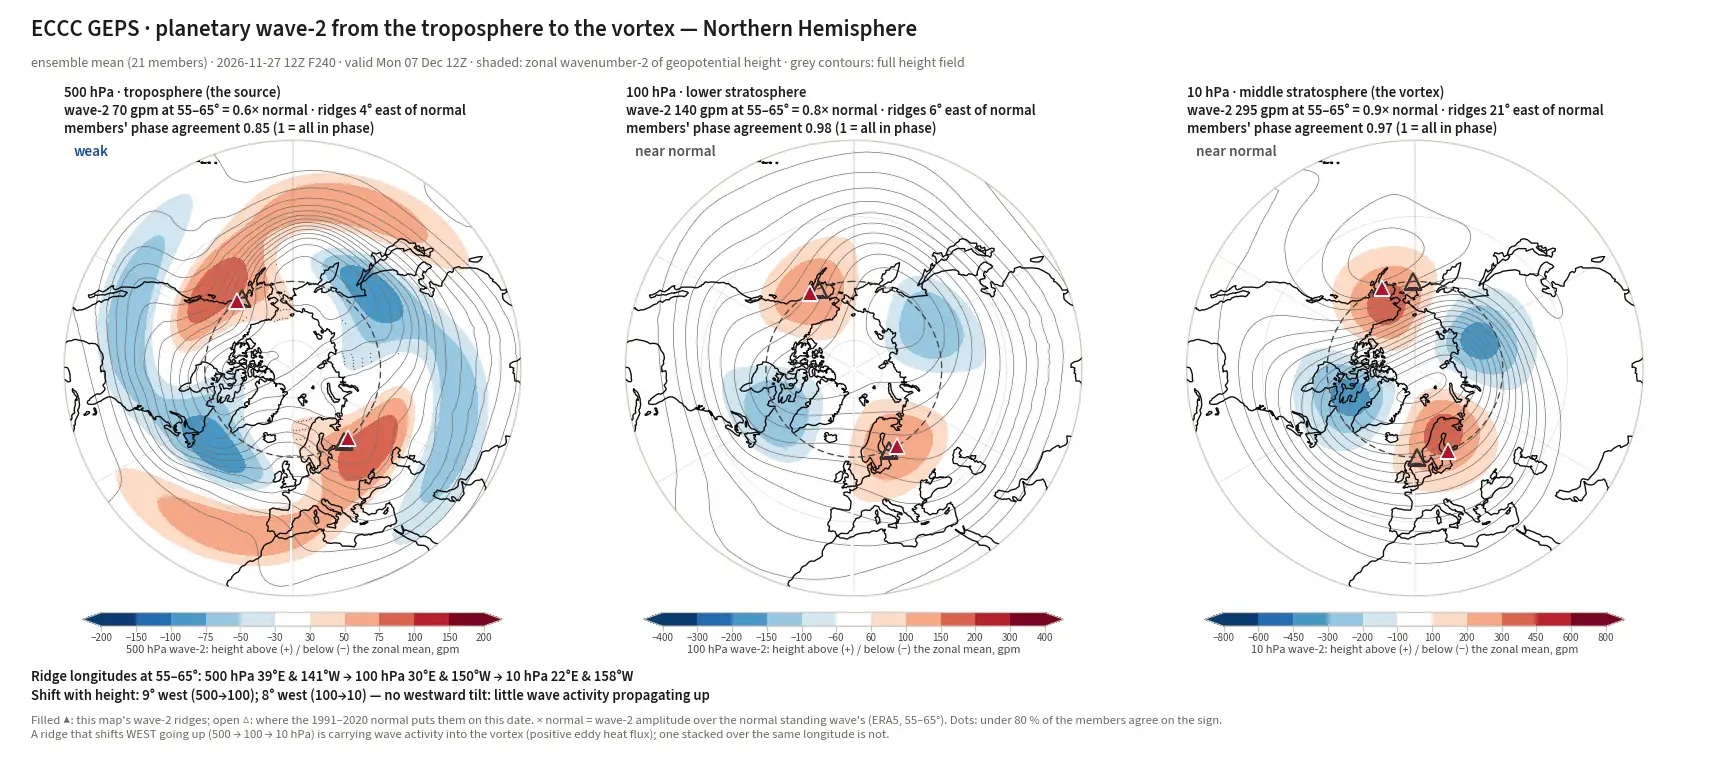 ECCC GEPS · planetary wave-2 from the troposphere to the vortex — Northern Hemisphere
ensemble mean (21 members) · 2026-11-27 12Z F240 · valid Mon 07 Dec 12Z · shaded: zonal wavenumber-2 of geopotential height · grey contours: full height field
500 hPa · troposphere (the source)
wave-2 70 gpm at 55–65° = 0.6× normal · ridges 4° east of normal
members' phase agreement 0.85 (1 = all in phase)
weak
100 hPa · lower stratosphere
wave-2 140 gpm at 55–65° = 0.8× normal · ridges 6° east of normal
members' phase agreement 0.98 (1 = all in phase)
near normal
10 hPa · middle stratosphere (the vortex)
wave-2 295 gpm at 55–65° = 0.9× normal · ridges 21° east of normal
members' phase agreement 0.97 (1 = all in phase)
near normal
−200 −150 −100 −75 −50 −30 30 50 75 100 150 200
500 hPa wave-2: height above (+) / below (−) the zonal mean, gpm
−400 −300 −200 −150 −100 −60 60 100 150 200 300 400
100 hPa wave-2: height above (+) / below (−) the zonal mean, gpm
−800 −600 −450 −300 −200 −100 100 200 300 450 600 800
10 hPa wave-2: height above (+) / below (−) the zonal mean, gpm
Ridge longitudes at 55–65°: 500 hPa 39°E & 141°W → 100 hPa 30°E & 150°W → 10 hPa 22°E & 158°W
Shift with height: 9° west (500→100); 8° west (100→10) — no westward tilt: little wave activity propagating up
Filled ▲: this map's wave-2 ridges; open △: where the 1991–2020 normal puts them on this date. × normal = wave-2 amplitude over the normal standing wave's (ERA5, 55–65°). Dots: under 80 % of the members agree on the sign.
A ridge that shifts WEST going up (500 → 100 → 10 hPa) is carrying wave activity into the vortex (positive eddy heat flux); one stacked over the same longitude is not.